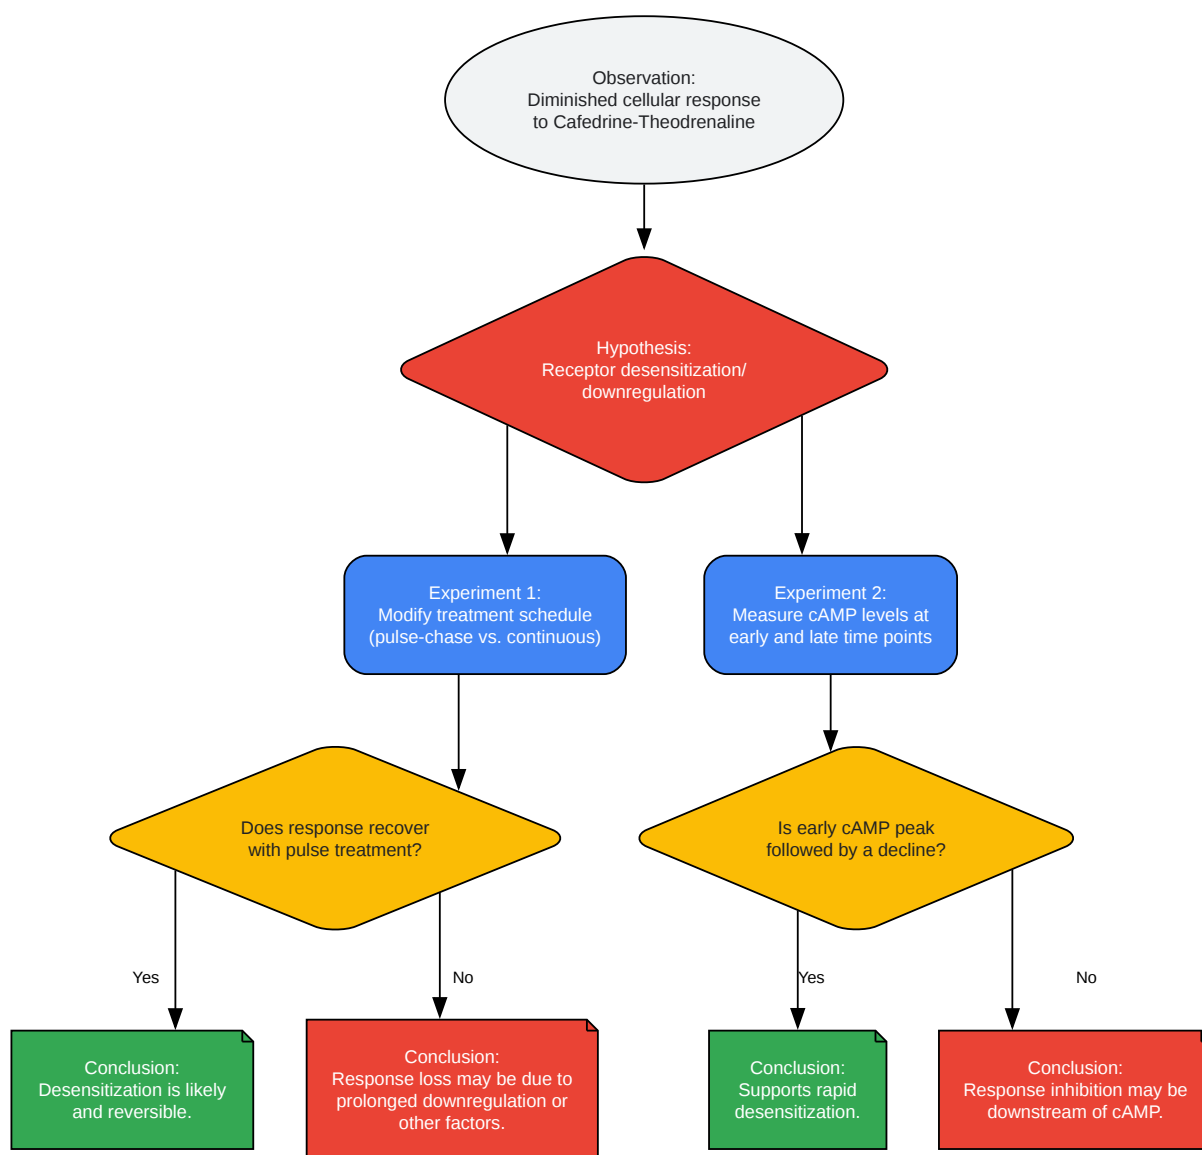 Observation:
Diminished cellular response
to Cafedrine-Theodrenaline
Hypothesis:
Receptor desensitization/
downregulation
Experiment 1:
Modify treatment schedule
(pulse-chase vs. continuous)
Experiment 2:
Measure cAMP levels at
early and late time points
Does response recover
with pulse treatment?
Is early cAMP peak
followed by a decline?
Yes
No
Yes
No
Conclusion:
Desensitization is likely
and reversible.
Conclusion:
Response loss may be due to
prolonged downregulation or
other factors.
Conclusion:
Supports rapid
desensitization.
Conclusion:
Response inhibition may be
downstream of cAMP.